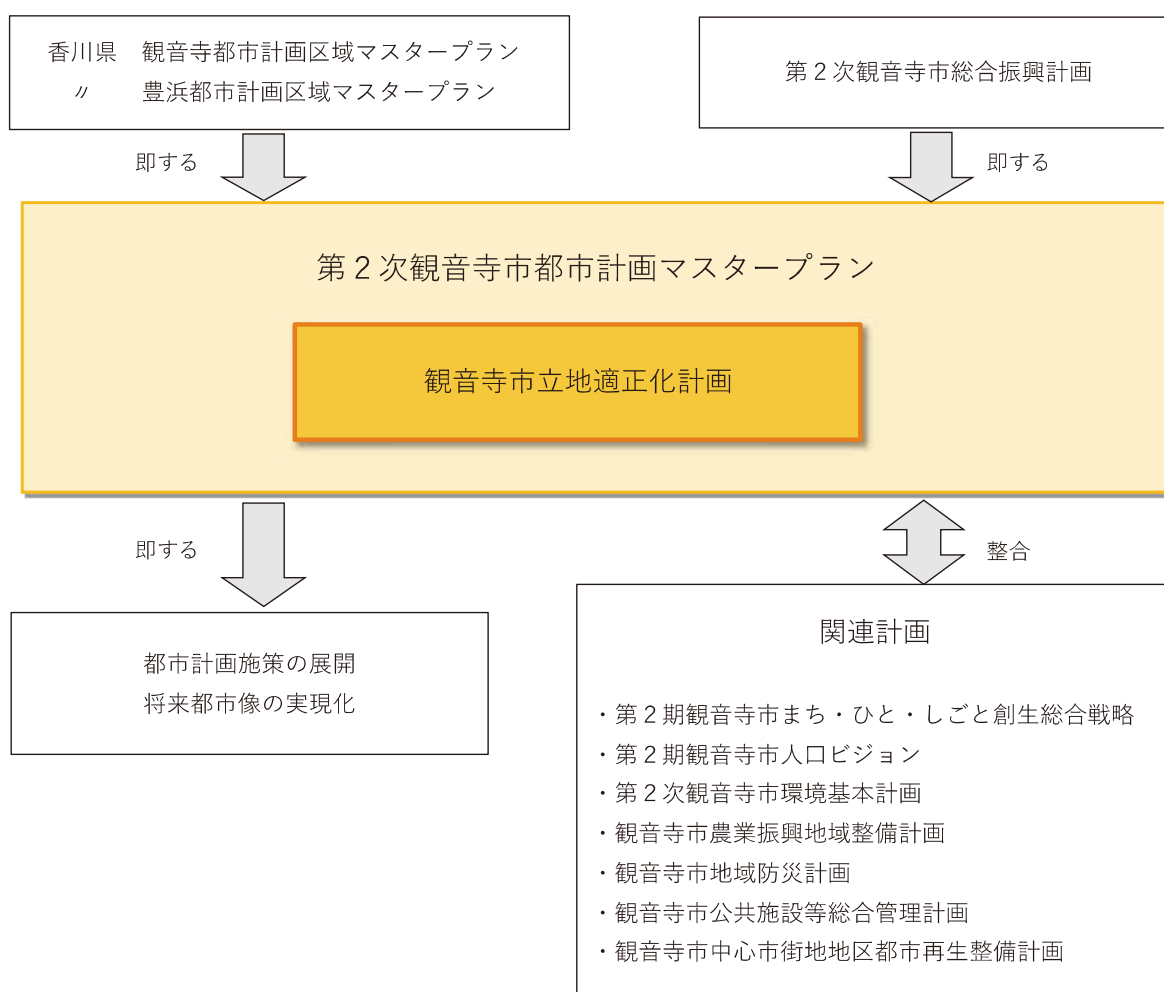 香川県 観音寺都市計画区域マスタープラン
〃 豊浜都市計画区域マスタープラン
第２次観音寺市総合振興計画
即する
即する
第２次観音寺市都市計画マスタープラン
観音寺市立地適正化計画
即する
整合
都市計画施策の展開
将来都市像の実現化
関連計画
・第２期観音寺市まち・ひと・しごと創生総合戦略
・第２期観音寺市人口ビジョン
・第２次観音寺市環境基本計画
・観音寺市農業振興地域整備計画
・観音寺市地域防災計画
・観音寺市公共施設等総合管理計画
・観音寺市中心市街地地区都市再生整備計画